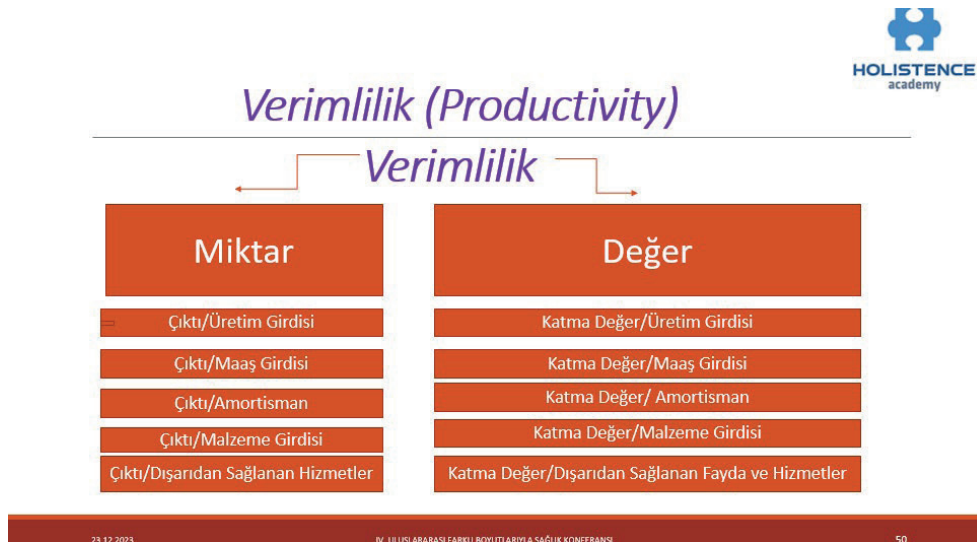 HOLISTENCE
academy
Verimlilik (Productivity)
Verimlilik
Miktar
Çıktı/Üretim Girdisi
Çıktı/Maaş Girdisi
Çıktı/Amortisman
Çıktı/Malzeme Girdisi
Çıktı/Dışarıdan Sağlanan Hizmetler
Değer
Katma Değer/Üretim Girdisi
Katma Değer/Maaş Girdisi
Katma Değer/ Amortisman
Katma Değer/Malzeme Girdisi
Katma Değer/Dışarıdan Sağlanan Fayda ve Hizmetler
23.12.2023
IV. ULUSLARARASI FARKLI BOYUTLARIYLA SAĞLIK KONFERANSI
50